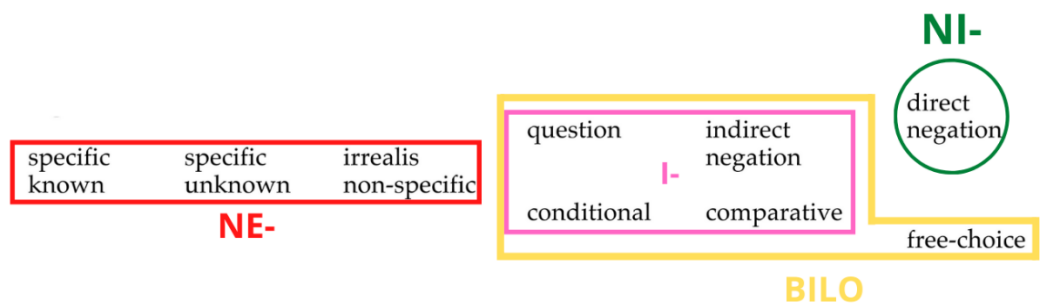 NI-
direct
negation
question
indirect
negation
I-
conditional
comparative
specific
known
specific
unknown
irrealis
non-specific
NE-
free-choice
BILO